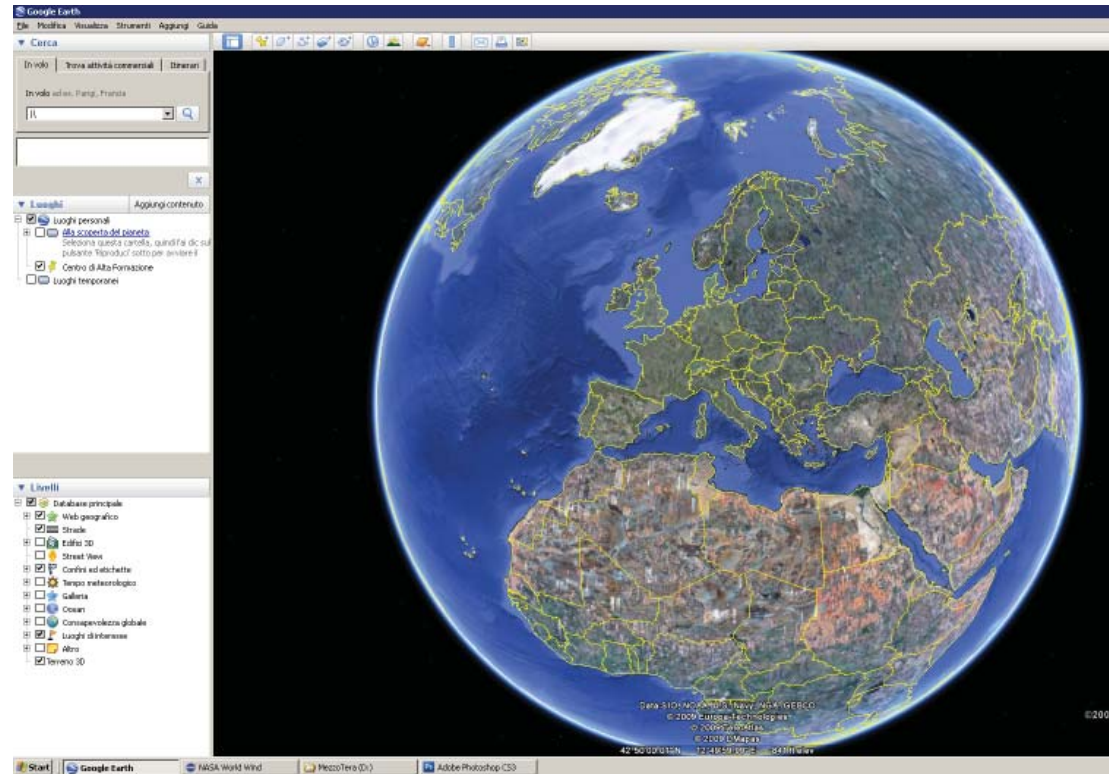 Google Earth
File Modifica Visualizza Strumenti Aggiungi Guida
Cerca
In volo Trova attività commerciali Itinerari
In volo ad es. Parigi, Francia
Luoghi Aggiungi contenuto
Luoghi personali
Alla scoperta del pianeta
Seleziona questa cartella, quindi fai clic sul
pulsante 'Riproduci' sotto per avviare il
Centro di Alta Formazione
Luoghi temporanei
Livelli
Database principale
Web geografico
Strade
Edifici 3D
Street View
Confini ed etichette
Tempo meteorologico
Galleria
Oceani
Consapevolezza globale
Luoghi di interesse
Altro
Terreno 3D
Data SIO, NOAA, U.S. Navy, NGA, GEBCO
© 2009 Europa Technologies
© 2009 DMapas
©200
Start Google Earth NASA World Wind MezzoTera (D:) Adobe Photoshop CS3